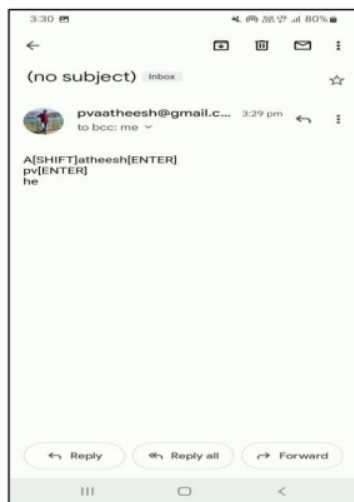 3:30 80%
(no subject) Inbox
pvaatheesh@gmail.c... 3:29 pm
to bcc: me
A[SHIFT]atheesh[ENTER]
pv[ENTER]
he
Reply Reply all Forward